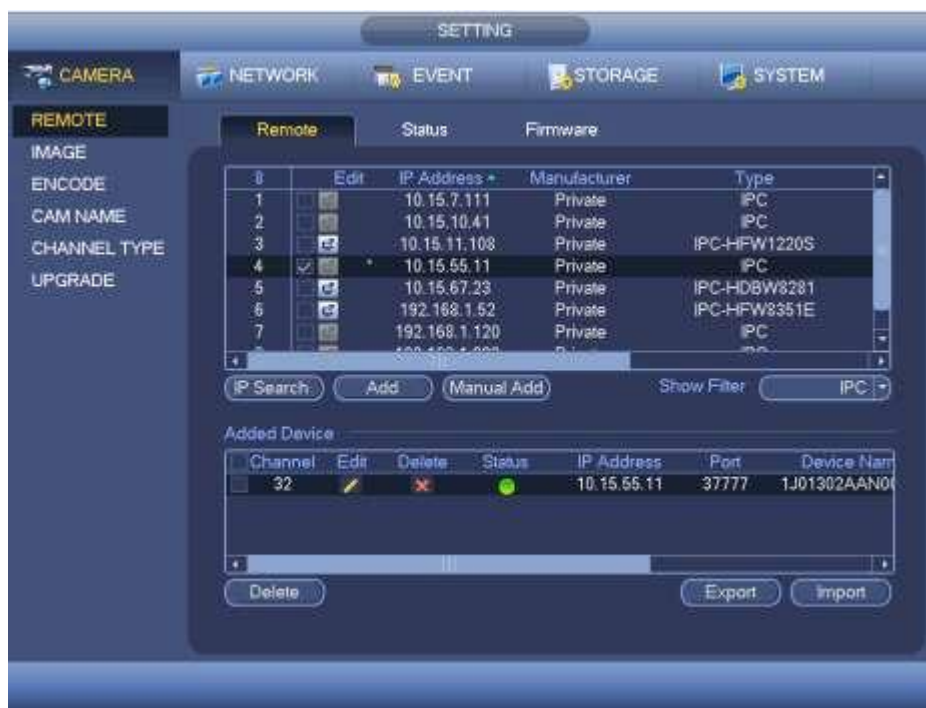 SETTING
CAMERA NETWORK EVENT STORAGE SYSTEM
REMOTE
IMAGE
ENCODE
CAM NAME
CHANNEL TYPE
UPGRADE
Remote Status Firmware
8 Edit IP Address Manufacturer Type
1 10.15.7.111 Private IPC
2 10.15.10.41 Private IPC
3 10.15.11.108 Private IPC-HFW1220S
4 * 10.15.55.11 Private IPC
5 10.15.67.23 Private IPC-HDBW8281
6 192.168.1.52 Private IPC-HFW8351E
7 192.168.1.120 Private IPC
IP Search Add Manual Add Show Filter IPC
Added Device
Channel Edit Delete Status IP Address Port Device Nam
32 10.15.55.11 37777 1J01302AAN00
Delete Export Import